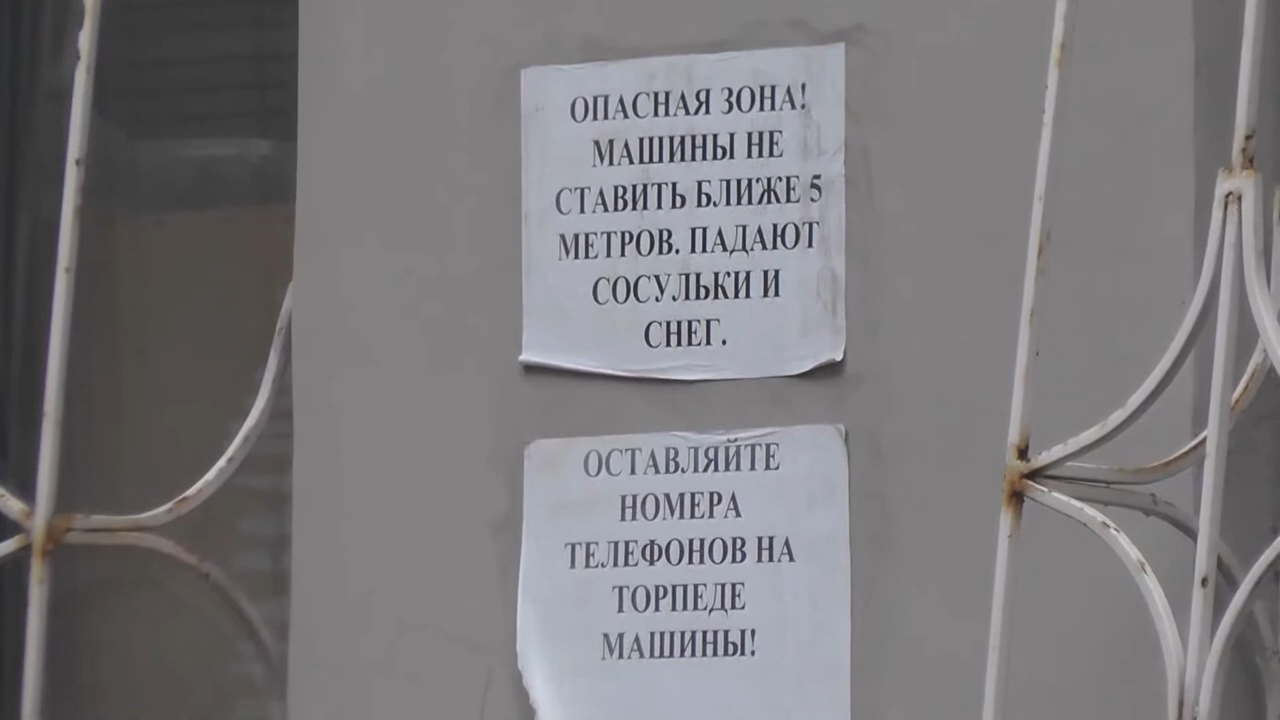 ОПАСНАЯ ЗОНА!
МАШИНЫ НЕ
СТАВИТЬ БЛИЖЕ 5
МЕТРОВ. ПАДАЮТ
СОСУЛЬКИ И
СНЕГ.
ОСТАВЛЯЙТЕ
НОМЕРА
ТЕЛЕФОНОВ НА
ТОРПЕДЕ
МАШИНЫ!